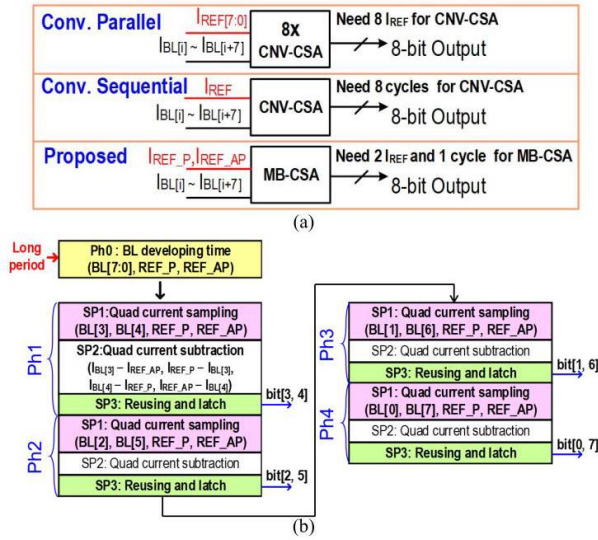 Conv. Parallel
IREF[7:0]
IBL[i] ~ IBL[i+7]
8x
CNV-CSA
Need 8 IREF for CNV-CSA
8-bit Output
Conv. Sequential
IREF
IBL[i] ~ IBL[i+7]
CNV-CSA
Need 8 cycles for CNV-CSA
8-bit Output
Proposed
IREF_P, IREF_AP
IBL[i] ~ IBL[i+7]
MB-CSA
Need 2 IREF and 1 cycle for MB-CSA
8-bit Output
(a)
Long
period
Ph0 : BL developing time
(BL[7:0], REF_P, REF_AP)
Ph1
SP1:Quad current sampling
(BL[3], BL[4], REF_P, REF_AP)
SP2:Quad current subtraction
(IBL[3] – IREF_AP, IREF_P – IBL[3],
IBL[4] – IREF_P, IREF_AP – IBL[4])
SP3: Reusing and latch
bit[3, 4]
Ph2
SP1: Quad current sampling
(BL[2], BL[5], REF_P, REF_AP)
SP2: Quad current subtraction
SP3: Reusing and latch
bit[2, 5]
Ph3
SP1: Quad current sampling
(BL[1], BL[6], REF_P, REF_AP)
SP2: Quad current subtraction
SP3: Reusing and latch
bit[1, 6]
Ph4
SP1: Quad current sampling
(BL[0], BL[7], REF_P, REF_AP)
SP2: Quad current subtraction
SP3: Reusing and latch
bit[0, 7]
(b)